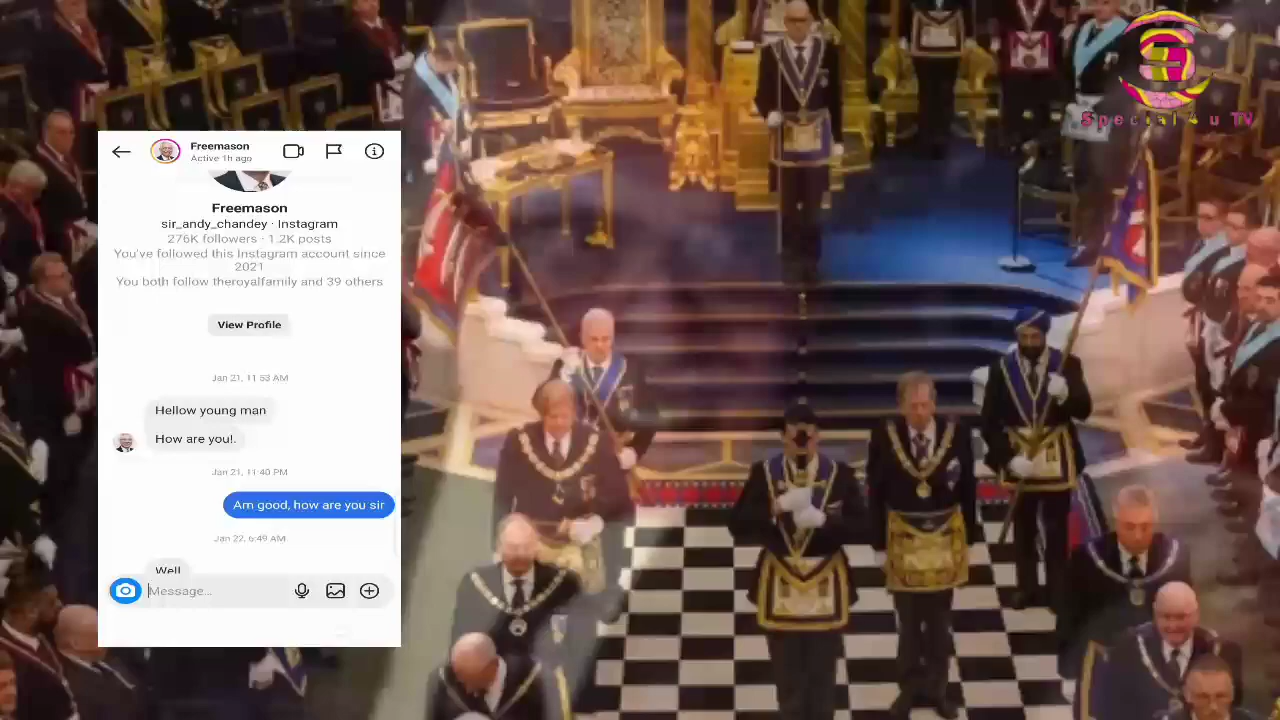 Special 4 u TV
Freemason
Active 1h ago
Freemason
sir_andy_chandey · Instagram
276K followers · 1.2K posts
You've followed this Instagram account since
2021
You both follow theroyalfamily and 39 others
View Profile
Jan 21, 11:53 AM
Hellow young man
How are you!.
Jan 21, 11:40 PM
Am good, how are you sir
Jan 22, 6:49 AM
Well
Message...